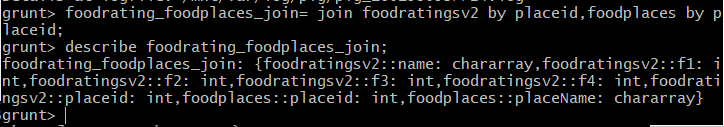 grunt> foodrating_foodplaces_join= join foodratingsv2 by placeid,foodplaces by p
laceid;
grunt> describe foodrating_foodplaces_join;
foodrating_foodplaces_join: {foodratingsv2::name: chararray,foodratingsv2::f1: i
nt,foodratingsv2::f2: int,foodratingsv2::f3: int,foodratingsv2::f4: int,foodrati
ngsv2::placeid: int,foodplaces::placeid: int,foodplaces::placeName: chararray}
grunt>